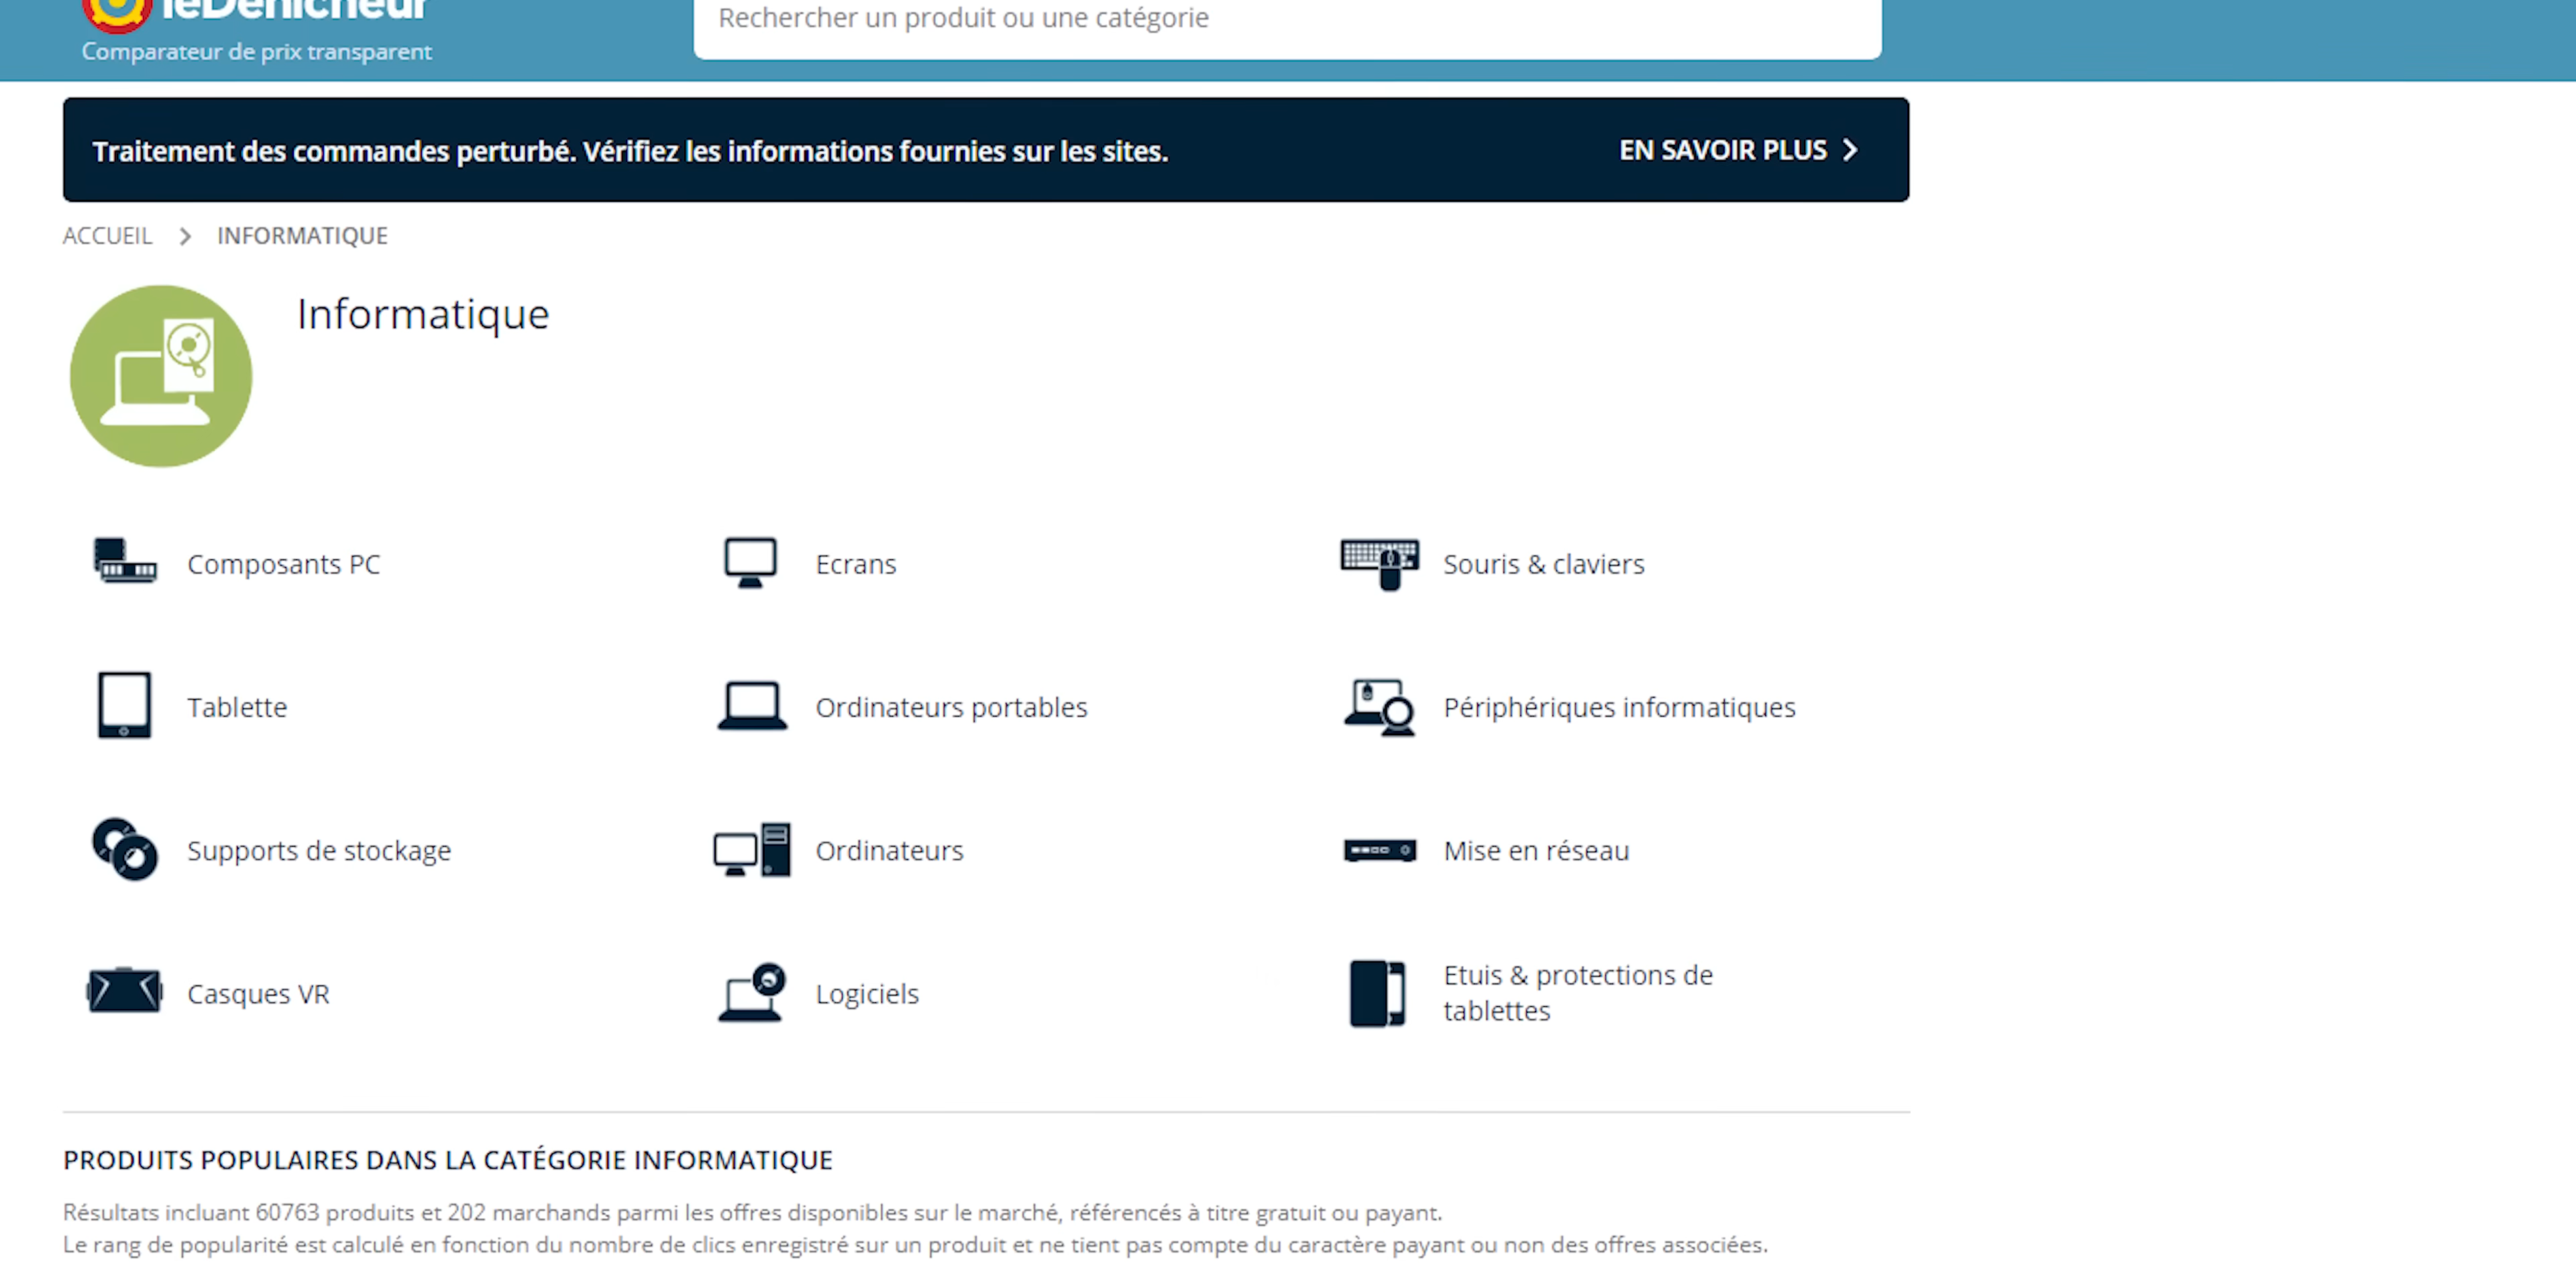 leDénicheur
Rechercher un produit ou une catégorie
Comparateur de prix transparent
Traitement des commandes perturbé. Vérifiez les informations fournies sur les sites.
EN SAVOIR PLUS
ACCUEIL
INFORMATIQUE
Informatique
Composants PC
Ecrans
Souris & claviers
Tablette
Ordinateurs portables
Périphériques informatiques
Supports de stockage
Ordinateurs
Mise en réseau
Casques VR
Logiciels
Etuis & protections de
tablettes
PRODUITS POPULAIRES DANS LA CATÉGORIE INFORMATIQUE
Résultats incluant 60763 produits et 202 marchands parmi les offres disponibles sur le marché, référencés à titre gratuit ou payant.
Le rang de popularité est calculé en fonction du nombre de clics enregistré sur un produit et ne tient pas compte du caractère payant ou non des offres associées.